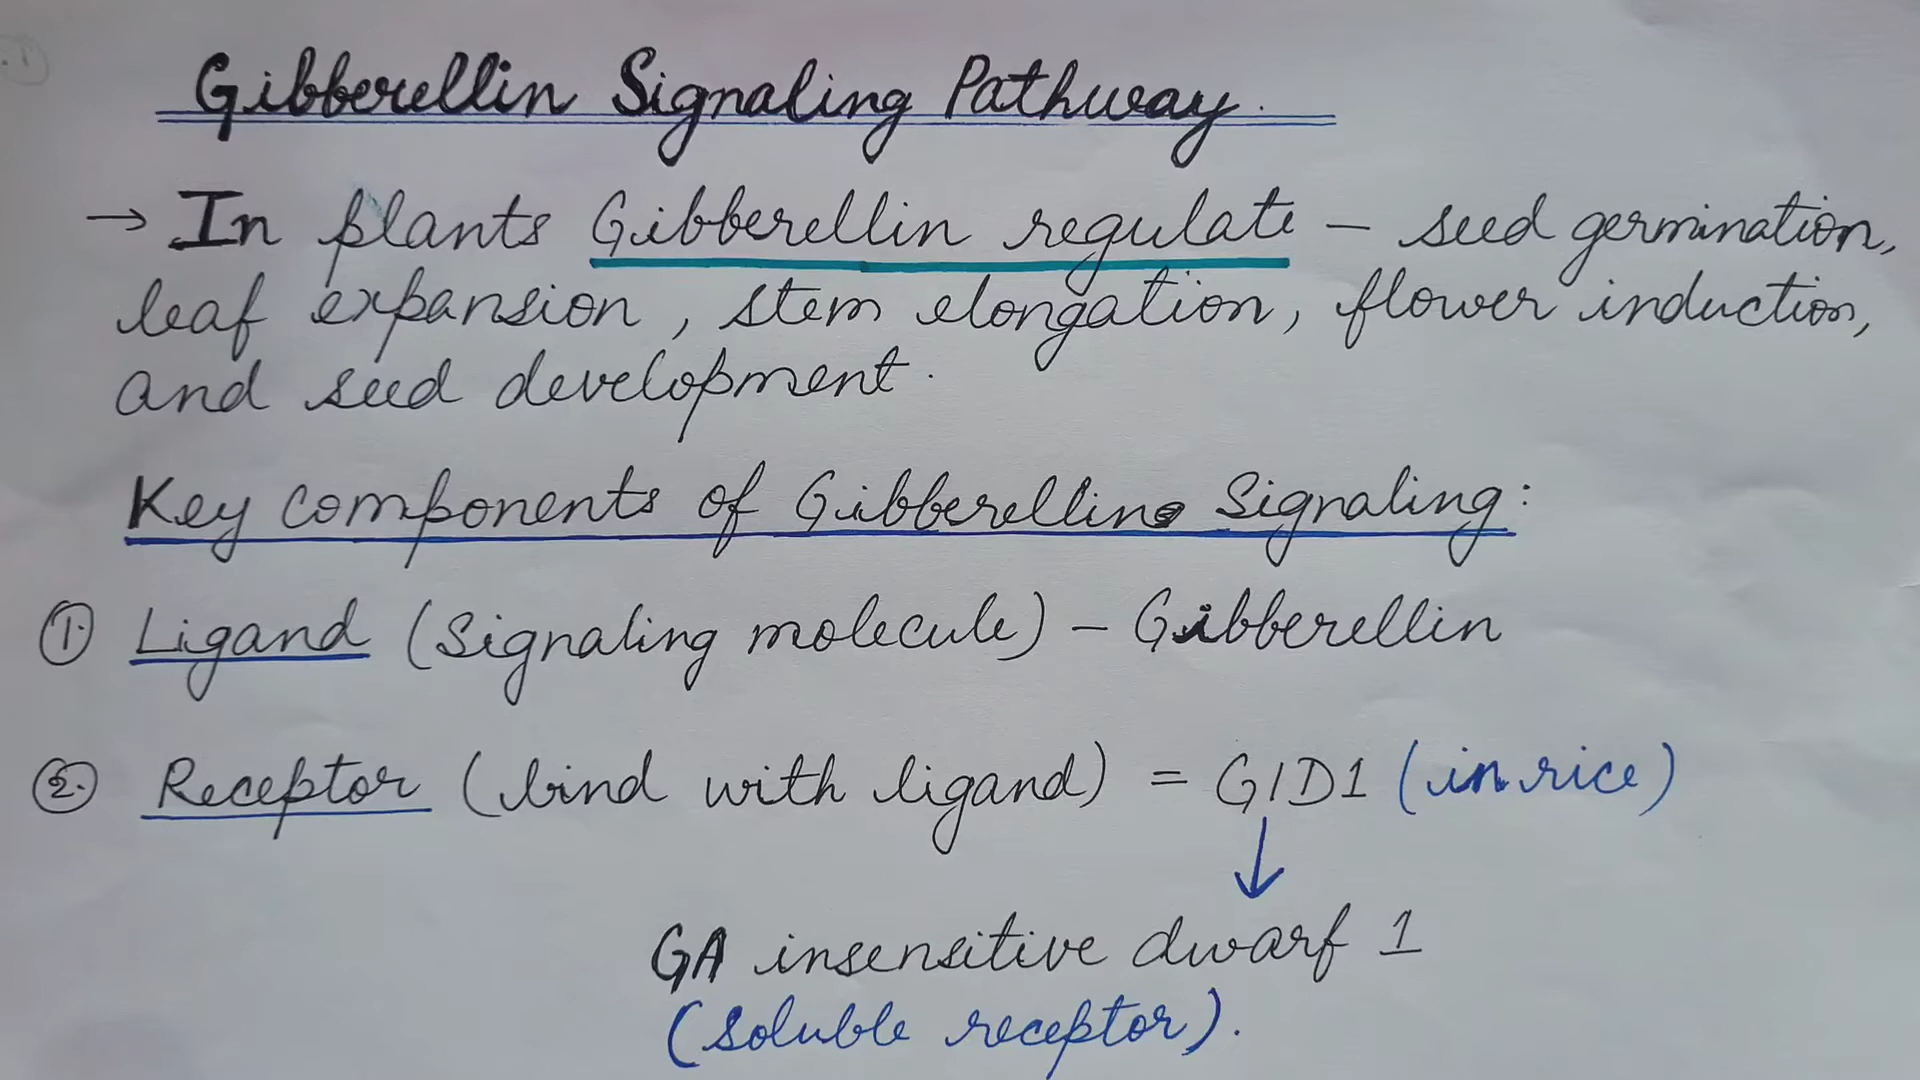 Gibberellin Signaling Pathway.
→ In plants Gibberellin regulate – seed germination,
leaf expansion, stem elongation, flower induction,
and seed development.
Key components of Gibberellins Signaling:
1. Ligand (Signaling molecule) – Gibberellin
2. Receptor (bind with ligand) = GID1 (in rice)
↓
GA insensitive dwarf 1
(soluble receptor).